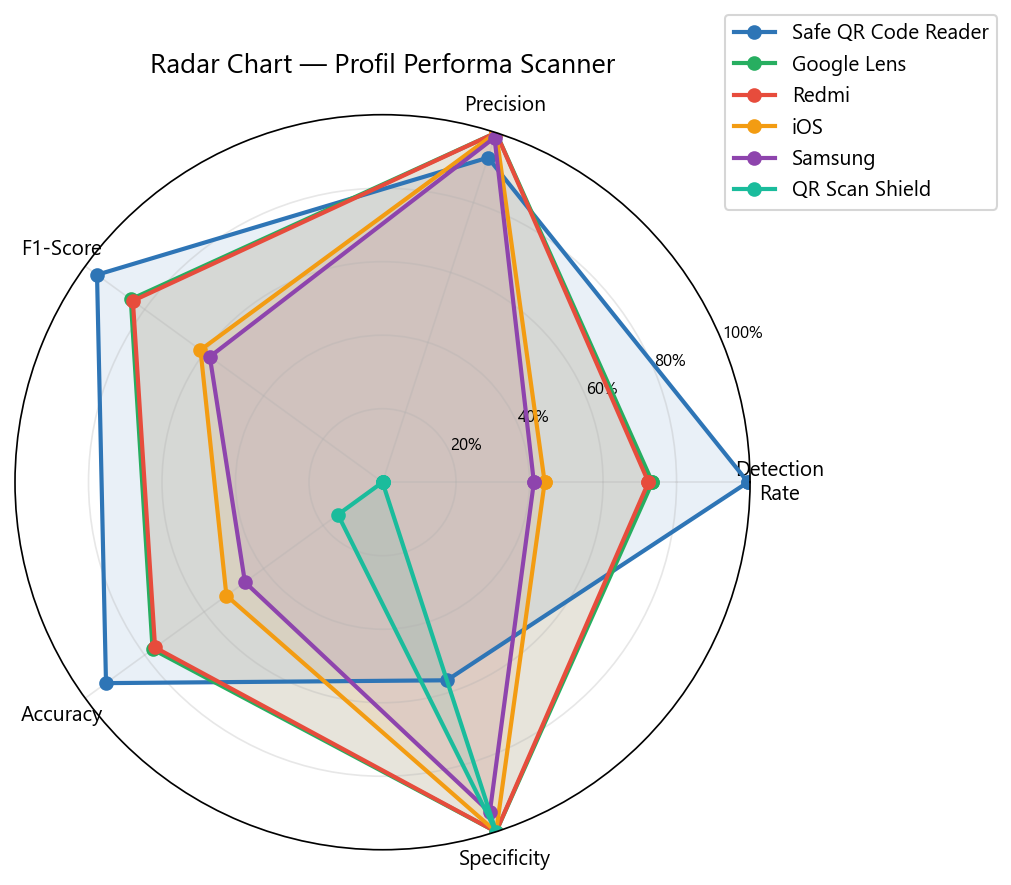 Radar Chart — Profil Performa Scanner
Safe QR Code Reader
Google Lens
Redmi
iOS
Samsung
QR Scan Shield
Precision
F1-Score
100%
80%
60%
40%
20%
Detection
Rate
Accuracy
Specificity